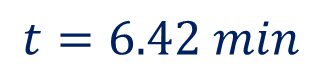 t = 6.42 min